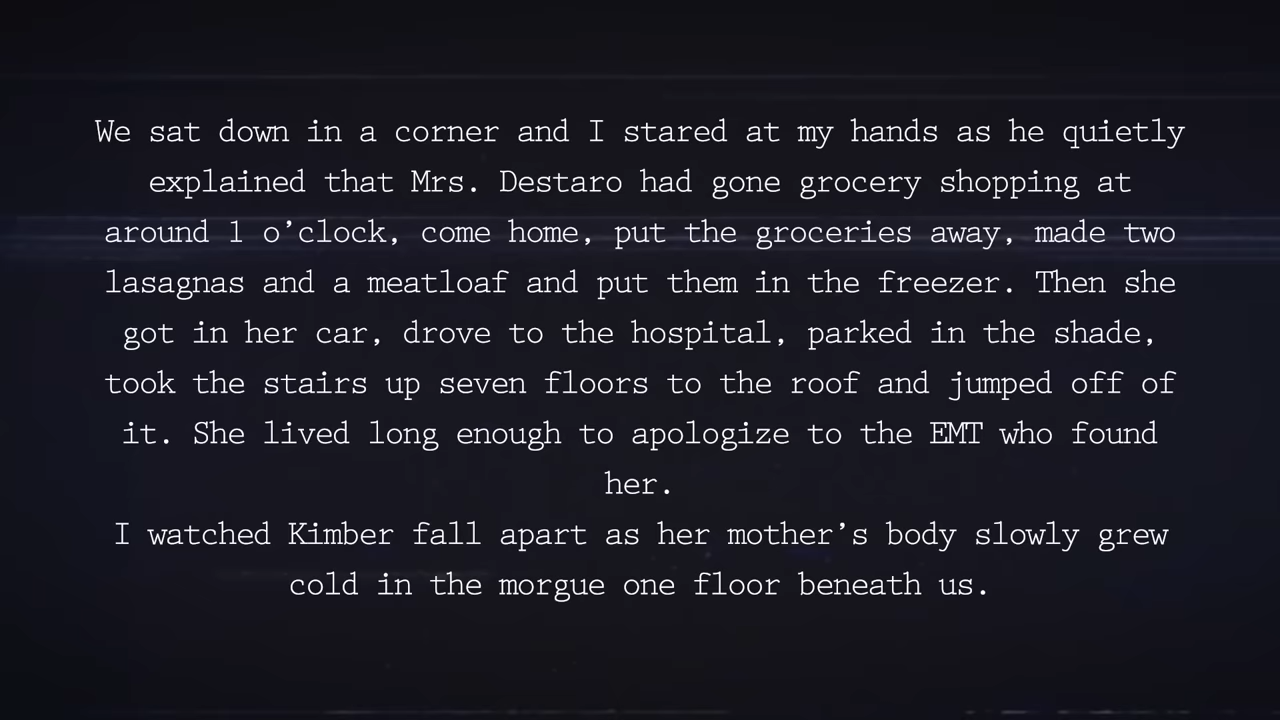 We sat down in a corner and I stared at my hands as he quietly
explained that Mrs. Destaro had gone grocery shopping at
around 1 o’clock, come home, put the groceries away, made two
lasagnas and a meatloaf and put them in the freezer. Then she
got in her car, drove to the hospital, parked in the shade,
took the stairs up seven floors to the roof and jumped off of
it. She lived long enough to apologize to the EMT who found
her.
I watched Kimber fall apart as her mother’s body slowly grew
cold in the morgue one floor beneath us.